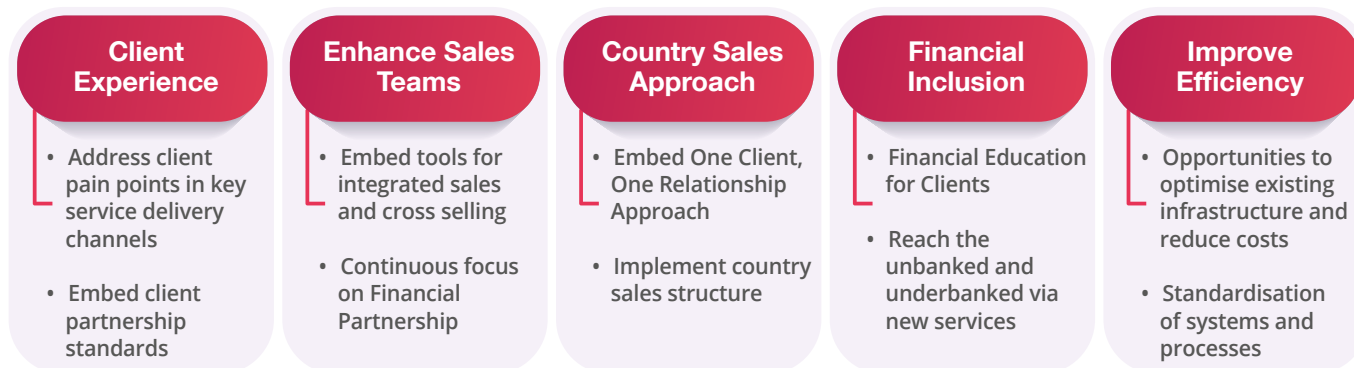 Client
Experience
• Address client
pain points in key
service delivery
channels
• Embed client
partnership
standards
Enhance Sales
Teams
• Embed tools for
integrated sales
and cross selling
• Continuous focus
on Financial
Partnership
Country Sales
Approach
• Embed One Client,
One Relationship
Approach
• Implement country
sales structure
Financial
Inclusion
• Financial Education
for Clients
• Reach the
unbanked and
underbanked via
new services
Improve
Efficiency
• Opportunities to
optimise existing
infrastructure and
reduce costs
• Standardisation
of systems and
processes